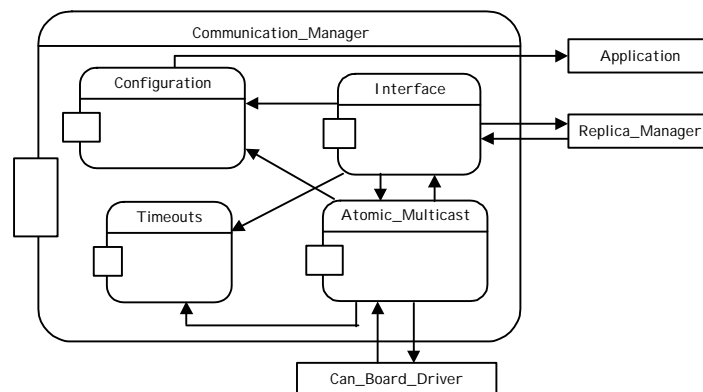 Communication_Manager
Application
Configuration
Interface
Replica_Manager
Timeouts
Atomic_Multicast
Can_Board_Driver